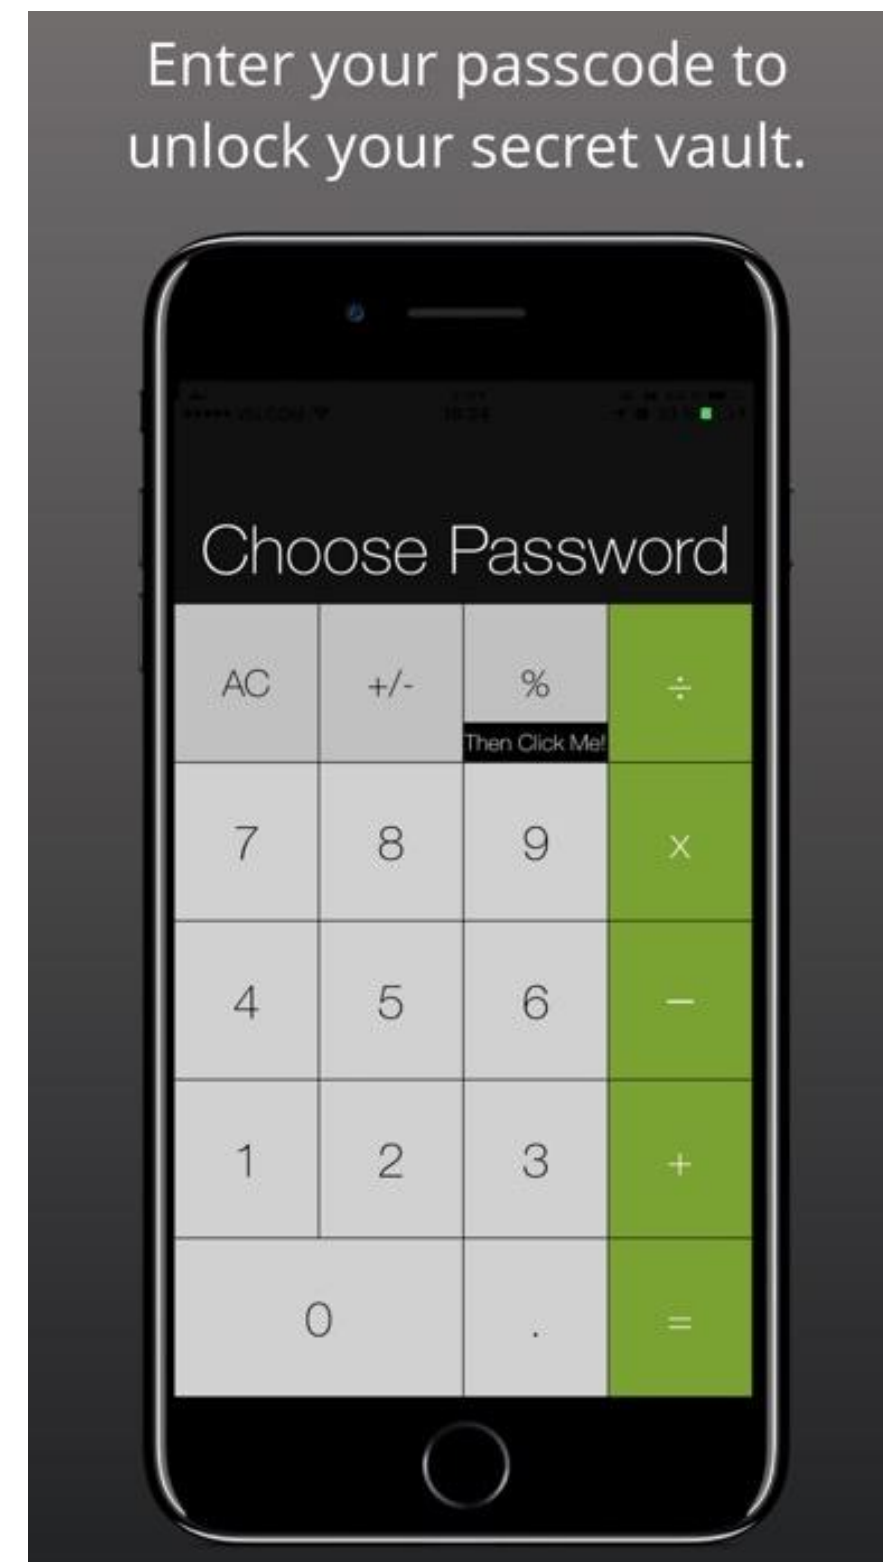 Enter your passcode to
unlock your secret vault.
Choose Password
AC +/- % ÷
Then Click Me!
7 8 9 x
4 5 6 −
1 2 3 +
0 . =